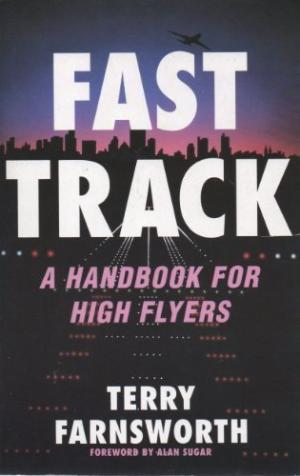 FAST
TRACK
A HANDBOOK FOR
HIGH FLYERS
TERRY
FARNSWORTH
FOREWORD BY ALAN SUGAR